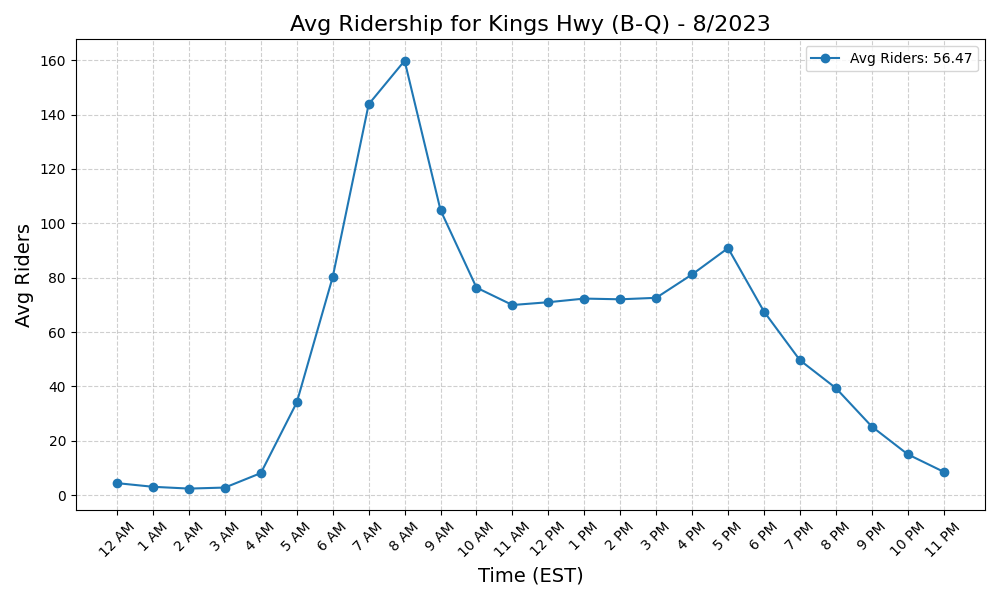 Avg Ridership for Kings Hwy (B-Q) - 8/2023
Avg Riders: 56.47
160
140
120
100
80
60
40
20
0
Avg Riders
12 AM
1 AM
2 AM
3 AM
4 AM
5 AM
6 AM
7 AM
8 AM
9 AM
10 AM
11 AM
12 PM
1 PM
2 PM
3 PM
4 PM
5 PM
6 PM
7 PM
8 PM
9 PM
10 PM
11 PM
Time (EST)